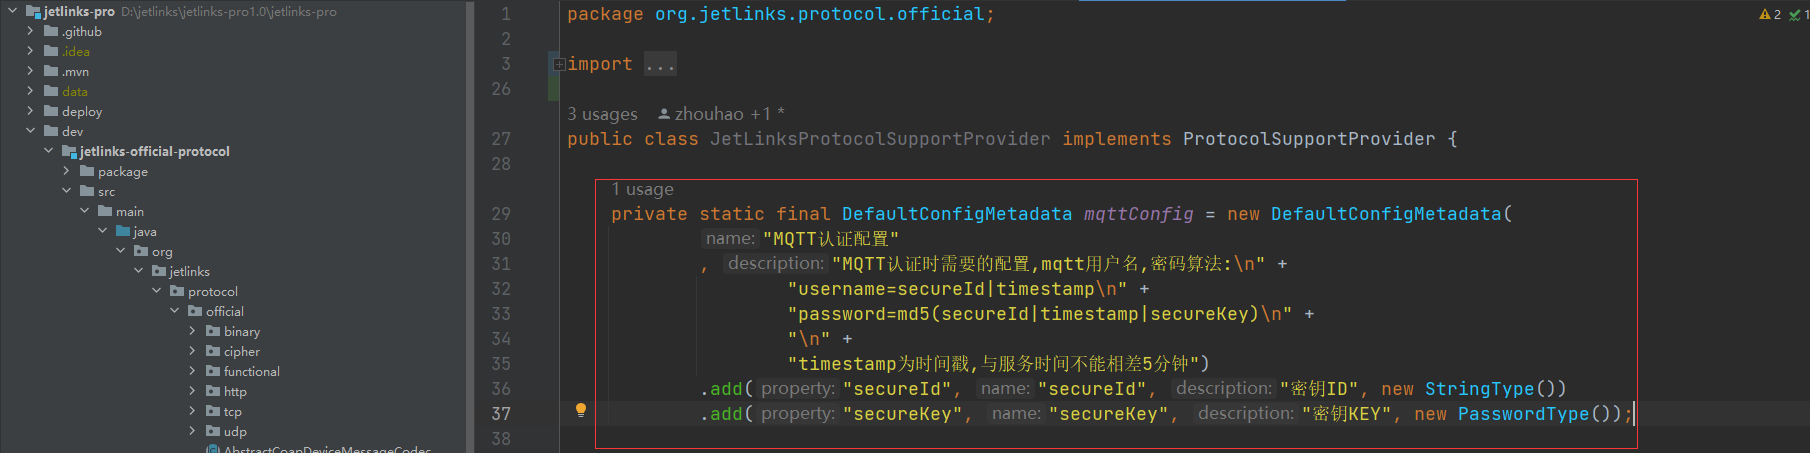 jetlinks-pro D:\jetlinks\jetlinks-pro1.0\jetlinks-pro
.github
.idea
.mvn
data
deploy
dev
jetlinks-official-protocol
package
src
main
java
org
jetlinks
protocol
official
binary
cipher
functional
http
tcp
udp
AbstractCoapDeviceMessageCodec
1 package org.jetlinks.protocol.official;
2
3 import ...
26
3 usages zhouhao +1 *
27 public class JetLinksProtocolSupportProvider implements ProtocolSupportProvider {
28
1 usage
29 private static final DefaultConfigMetadata mqttConfig = new DefaultConfigMetadata(
30 name: "MQTT认证配置"
31 , description: "MQTT认证时需要的配置,mqtt用户名,密码算法:\n" +
32 "username=secureId|timestamp\n" +
33 "password=md5(secureId|timestamp|secureKey)\n" +
34 "\n" +
35 "timestamp为时间戳,与服务时间不能相差5分钟")
36 .add( property: "secureId", name: "secureId", description: "密钥ID", new StringType())
37 .add( property: "secureKey", name: "secureKey", description: "密钥KEY", new PasswordType());
38
2 1